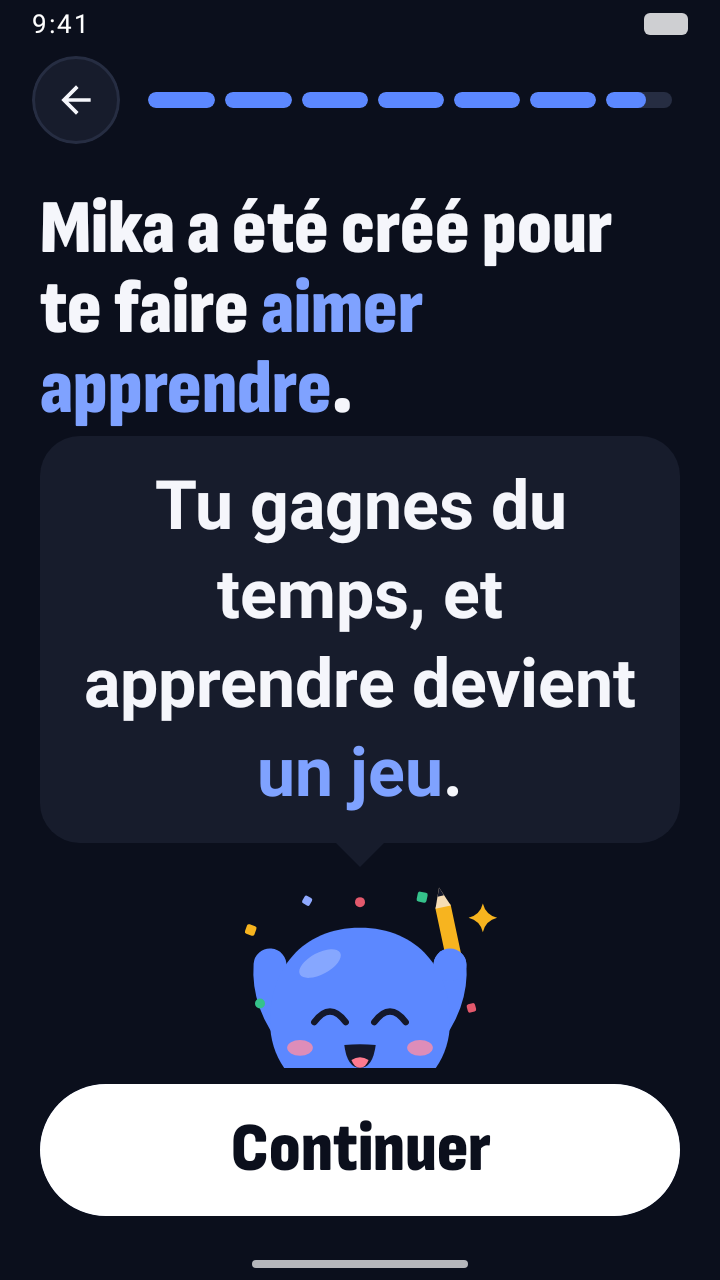 9:41
Mika a été créé pour
te faire aimer
apprendre.
Tu gagnes du
temps, et
apprendre devient
un jeu.
Continuer